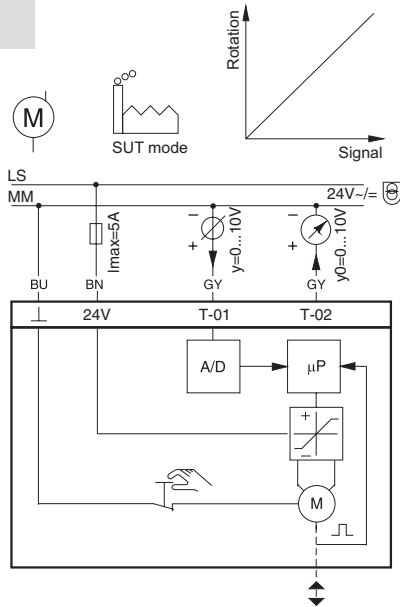 Rotation
M
SUT mode
Signal
LS
MM
24V~/=
Imax=5A
–
+
y=0...10V
–
+
y0=0...10V
BU
BN
GY
GY
⊥
24V
T-01
T-02
A/D
µP
+
–
M